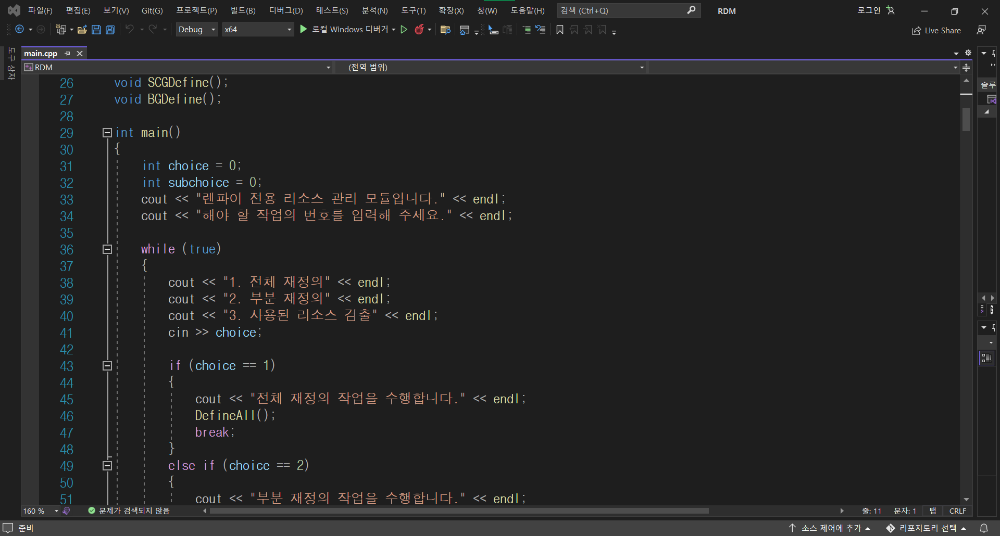 파일(F) 편집(E) 보기(V) Git(G) 프로젝트(P) 빌드(B) 디버그(D) 테스트(S) 분석(N) 도구(T) 확장(X) 창(W) 도움말(H) 검색 (Ctrl+Q) RDM 로그인
Debug x64 로컬 Windows 디버거 Live Share
도구 상자
main.cpp
RDM (전역 범위)
솔루
26 void SCGDefine();
27 void BGDefine();
28
29 int main()
30 {
31 int choice = 0;
32 int subchoice = 0;
33 cout << "렌파이 전용 리소스 관리 모듈입니다." << endl;
34 cout << "해야 할 작업의 번호를 입력해 주세요." << endl;
35
36 while (true)
37 {
38 cout << "1. 전체 재정의" << endl;
39 cout << "2. 부분 재정의" << endl;
40 cout << "3. 사용된 리소스 검출" << endl;
41 cin >> choice;
42
43 if (choice == 1)
44 {
45 cout << "전체 재정의 작업을 수행합니다." << endl;
46 DefineAll();
47 break;
48 }
49 else if (choice == 2)
50 {
51 cout << "부분 재정의 작업을 수행합니다." << endl;
160 % 문제가 검색되지 않음 줄: 11 문자: 1 탭 CRLF
준비 소스 제어에 추가 리포지토리 선택